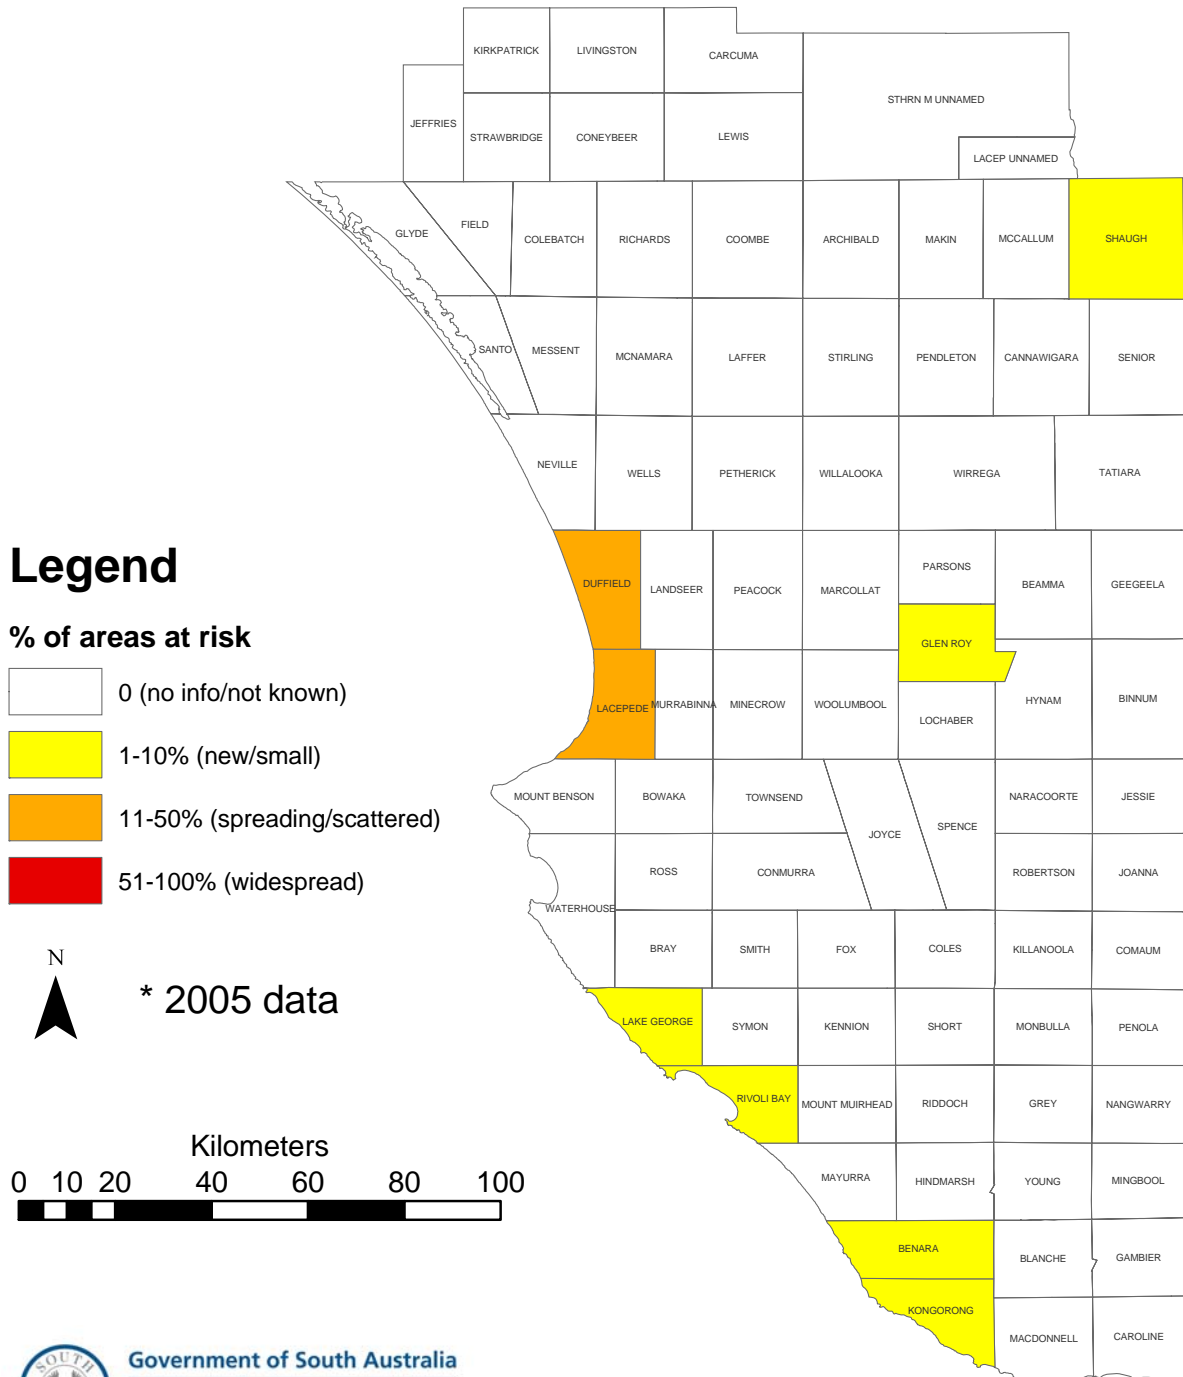 KIRKPATRICK
LIVINGSTON
CARCUMA
STHRN M UNNAMED
JEFFRIES
STRAWBRIDGE
CONEYBEER
LEWIS
LACEP UNNAMED
GLYDE
FIELD
COLEBATCH
RICHARDS
COOMBE
ARCHIBALD
MAKIN
MCCALLUM
SHAUGH
SANTO
MESSENT
MCNAMARA
LAFFER
STIRLING
PENDLETON
CANNAWIGARA
SENIOR
NEVILLE
WELLS
PETHERICK
WILLALOOKA
WIRREGA
TATIARA
DUFFIELD
LANDSEER
PEACOCK
MARCOLLAT
PARSONS
BEAMMA
GEEGEELA
GLEN ROY
LACEPEDE
MURRABINNA
MINECROW
WOOLUMBOOL
LOCHABER
HYNAM
BINNUM
MOUNT BENSON
BOWAKA
TOWNSEND
JOYCE
SPENCE
NARACOORTE
JESSIE
ROSS
CONMURRA
ROBERTSON
JOANNA
WATERHOUSE
BRAY
SMITH
FOX
COLES
KILLANOOLA
COMAUM
LAKE GEORGE
SYMON
KENNION
SHORT
MONBULLA
PENOLA
RIVOLI BAY
MOUNT MUIRHEAD
RIDDOCH
GREY
NANGWARRY
MAYURRA
HINDMARSH
YOUNG
MINGBOOL
BENARA
BLANCHE
GAMBIER
KONGORONG
MACDONNELL
CAROLINE
Legend
% of areas at risk
0 (no info/not known)
1-10% (new/small)
11-50% (spreading/scattered)
51-100% (widespread)
N
* 2005 data
Kilometers
0 10 20 40 60 80 100
SOUTH
Government of South Australia